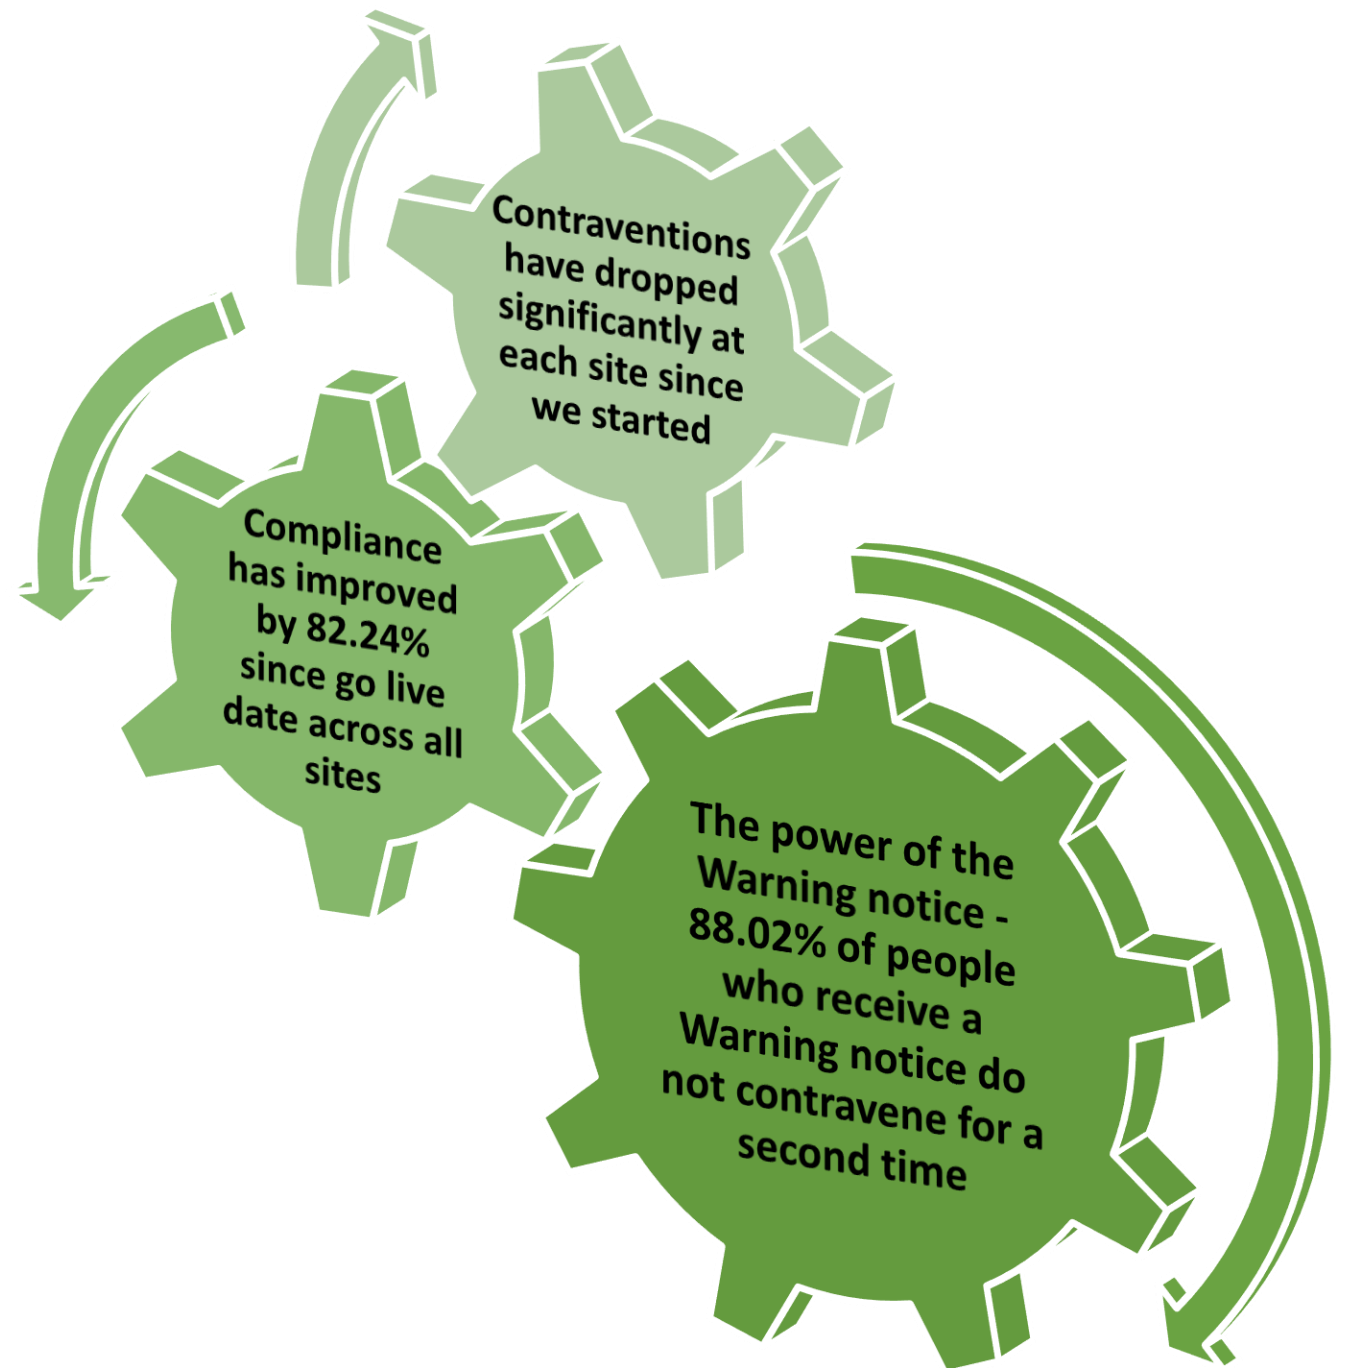 Contraventions
have dropped
significantly at
each site since
we started
Compliance
has improved
by 82.24%
since go live
date across all
sites
The power of the
Warning notice -
88.02% of people
who receive a
Warning notice do
not contravene for a
second time